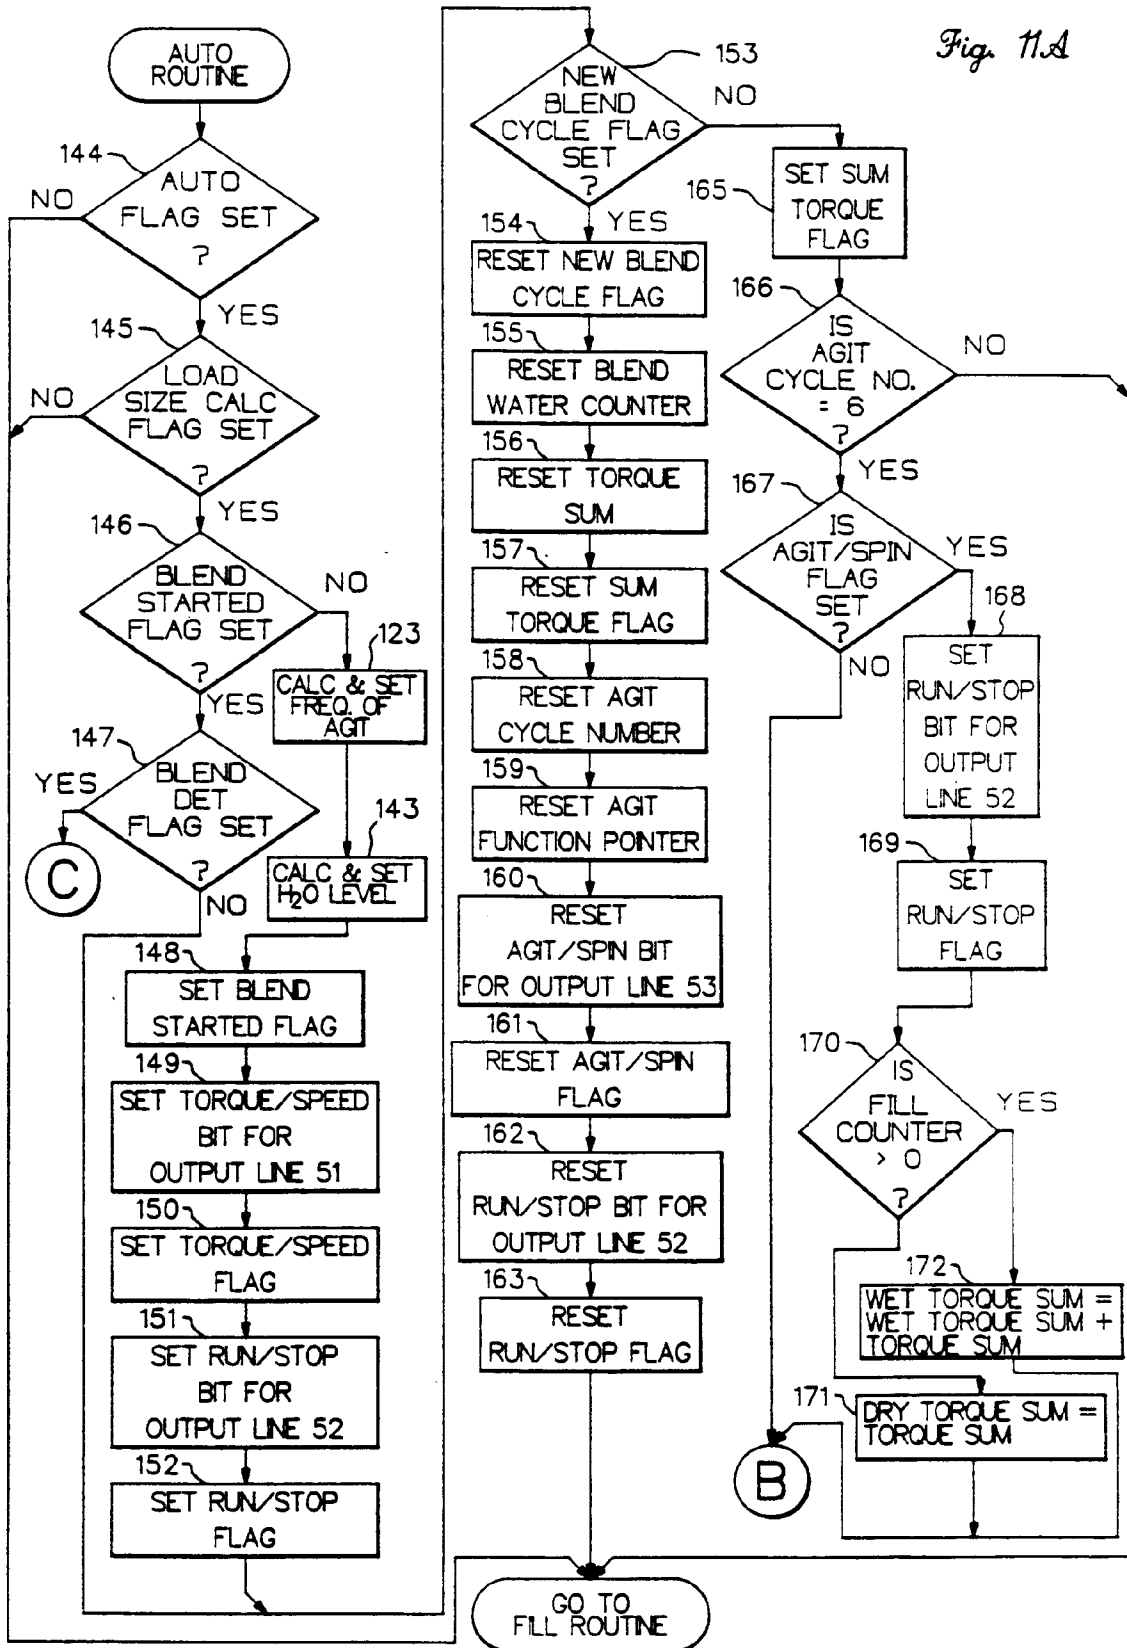 Fig. 11A
AUTO
ROUTINE
144
AUTO
FLAG SET
?
NO
YES
145
LOAD
SIZE CALC
FLAG SET
?
NO
YES
146
BLEND
STARTED
FLAG SET
?
NO
YES
123
CALC & SET
FREQ. OF
AGIT
147
BLEND
DET
FLAG SET
?
YES
C
NO
143
CALC & SET
H₂O LEVEL
148
SET BLEND
STARTED FLAG
149
SET TORQUE/SPEED
BIT FOR
OUTPUT LINE 51
150
SET TORQUE/SPEED
FLAG
151
SET RUN/STOP
BIT FOR
OUTPUT LINE 52
152
SET RUN/STOP
FLAG
153
NEW
BLEND
CYCLE FLAG
SET
?
NO
YES
154
RESET NEW BLEND
CYCLE FLAG
155
RESET BLEND
WATER COUNTER
156
RESET TORQUE
SUM
157
RESET SUM
TORQUE FLAG
158
RESET AGIT
CYCLE NUMBER
159
RESET AGIT
FUNCTION POINTER
160
RESET
AGIT/SPIN BIT
FOR OUTPUT LINE 53
161
RESET AGIT/SPIN
FLAG
162
RESET
RUN/STOP BIT FOR
OUTPUT LINE 52
163
RESET
RUN/STOP FLAG
GO TO
FILL ROUTINE
165
SET SUM
TORQUE
FLAG
166
IS
AGIT
CYCLE NO.
= 6
?
NO
YES
167
IS
AGIT/SPIN
FLAG
SET
?
YES
NO
168
SET
RUN/STOP
BIT FOR
OUTPUT
LINE 52
169
SET
RUN/STOP
FLAG
170
IS
FILL
COUNTER
> 0
?
YES
172
WET TORQUE SUM =
WET TORQUE SUM +
TORQUE SUM
171
DRY TORQUE SUM =
TORQUE SUM
B